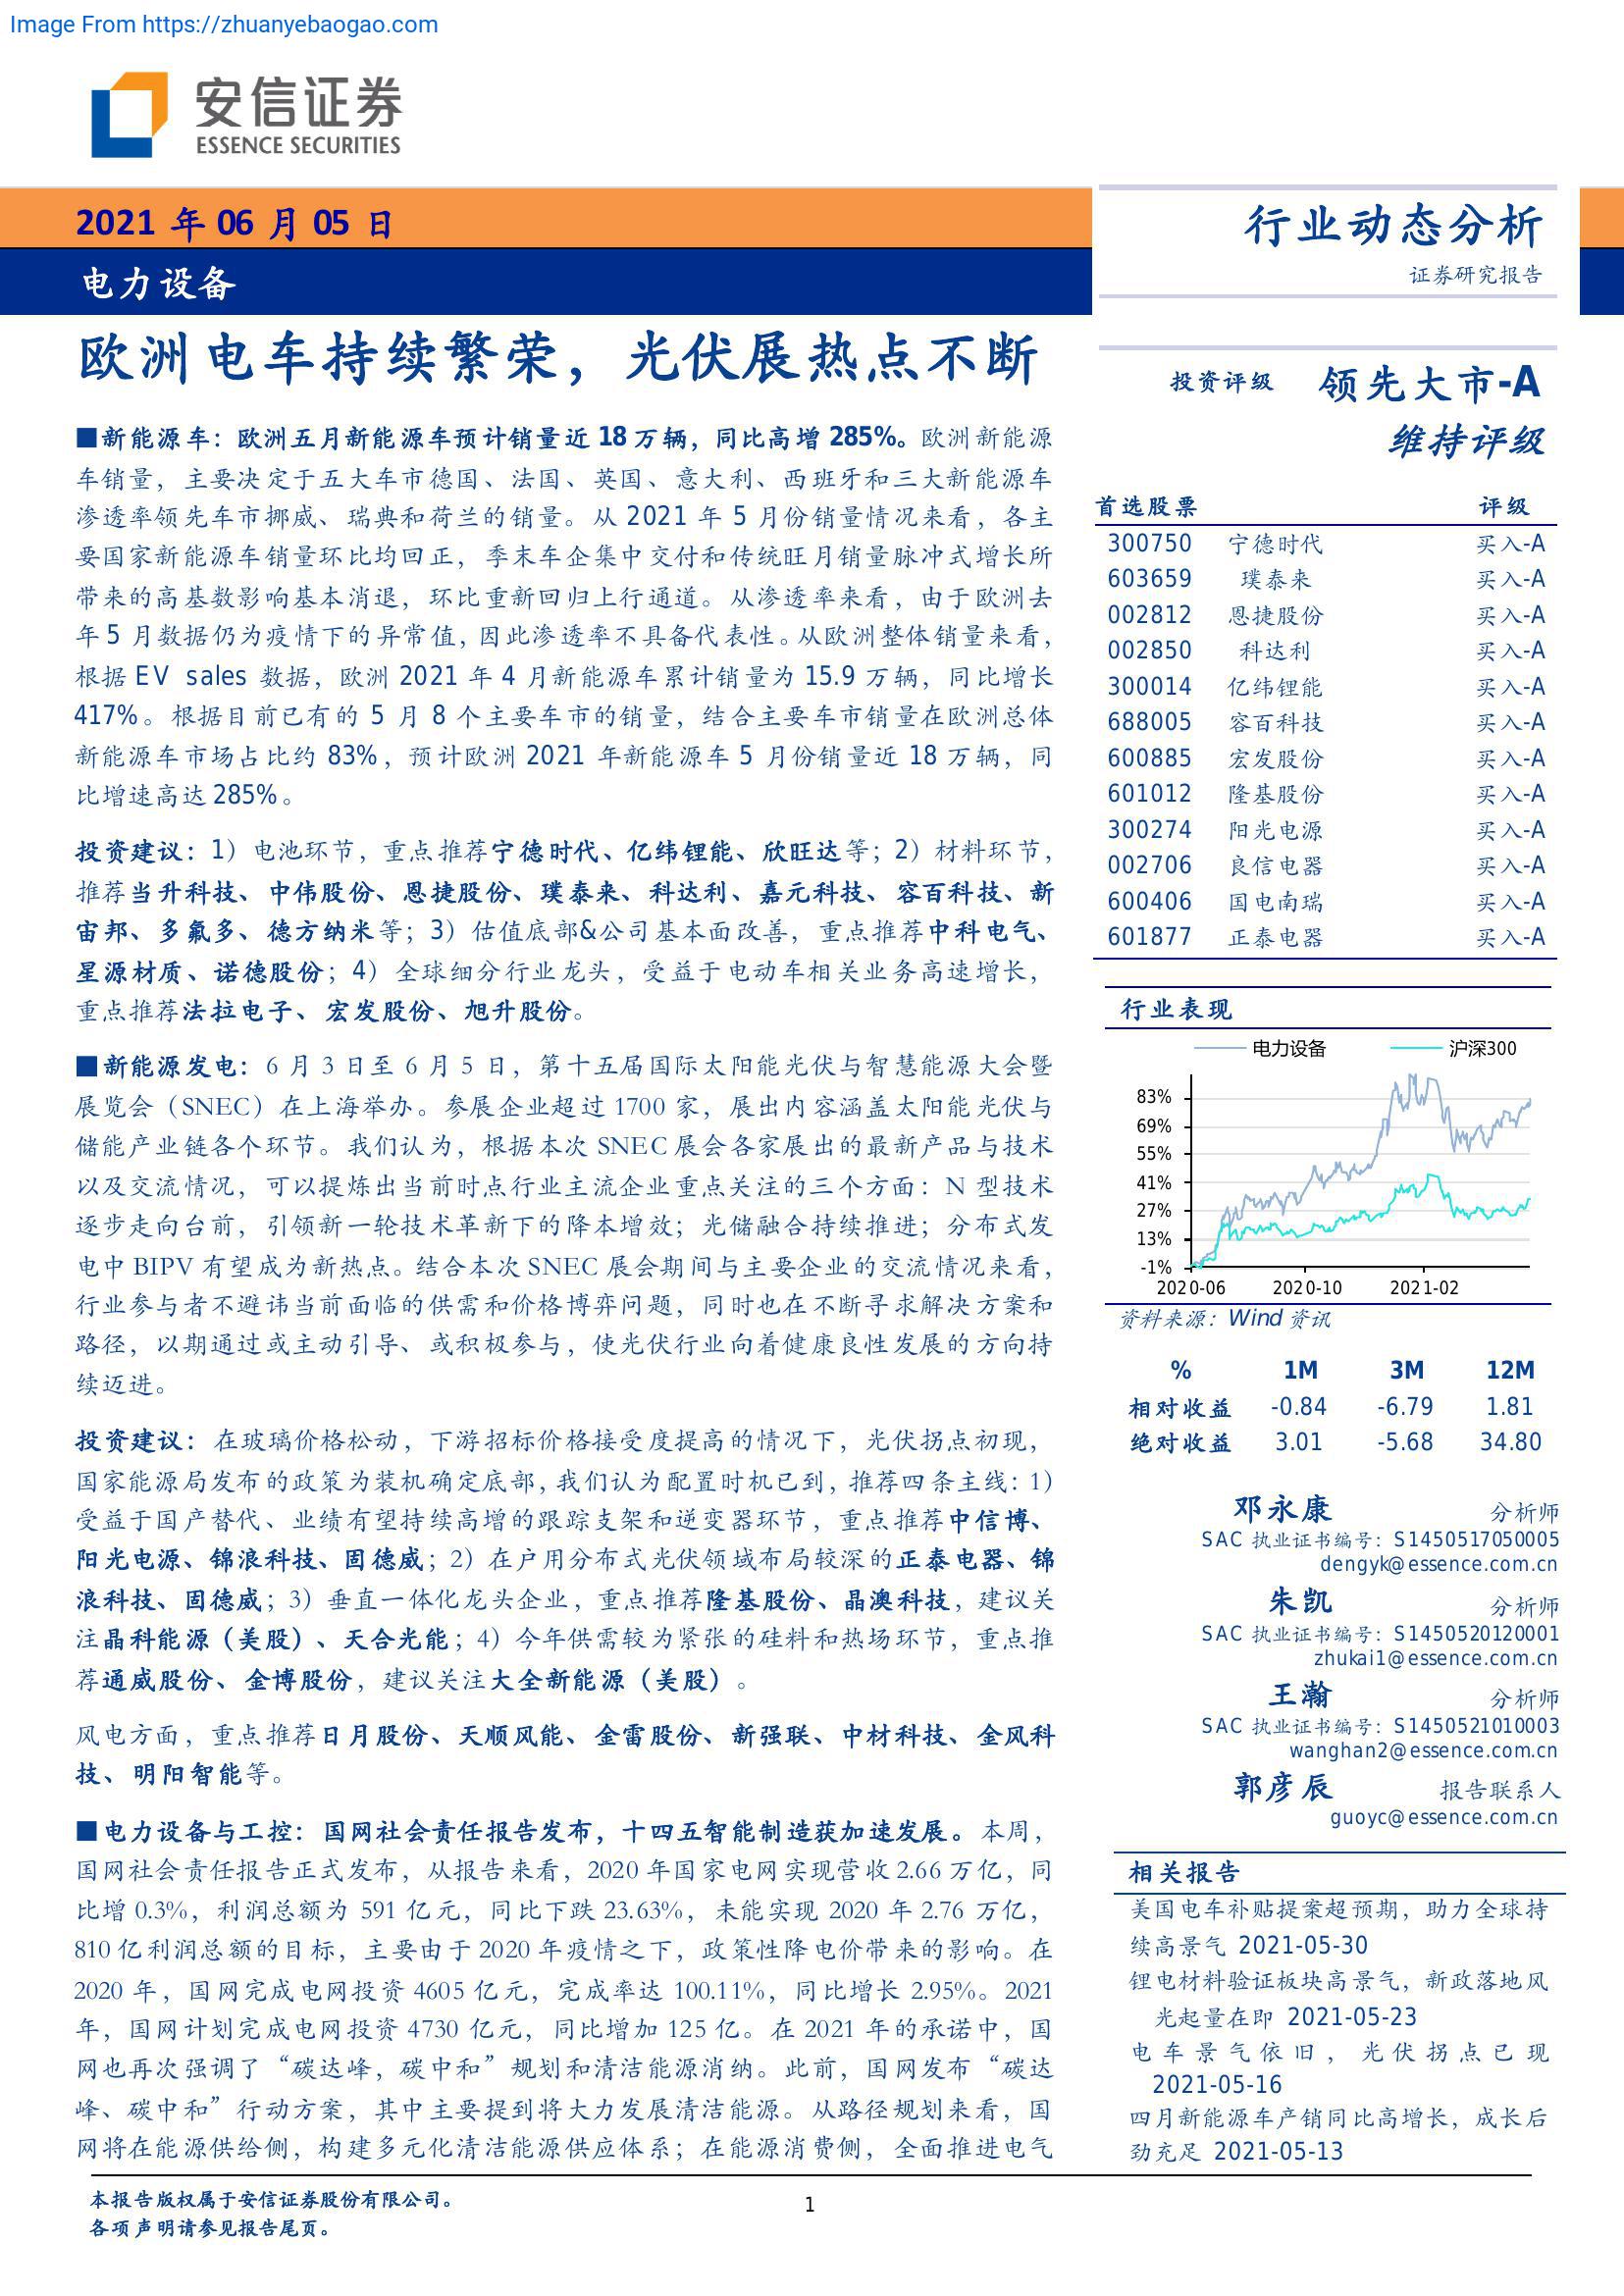 Image From https://zhuanyebaogao.com
安信证券
ESSENCE SECURITIES
2021 年 06 月 05 日
电力设备
行业动态分析
证券研究报告
欧洲电车持续繁荣，光伏展热点不断
■新能源车：欧洲五月新能源车预计销量近 18 万辆，同比高增 285%。欧洲新能源
车销量，主要决定于五大车市德国、法国、英国、意大利、西班牙和三大新能源车
渗透率领先车市挪威、瑞典和荷兰的销量。从 2021 年 5 月份销量情况来看，各主
要国家新能源车销量环比均回正，季末车企集中交付和传统旺月销量脉冲式增长所
带来的高基数影响基本消退，环比重新回归上行通道。从渗透率来看，由于欧洲去
年 5 月数据仍为疫情下的异常值，因此渗透率不具备代表性。从欧洲整体销量来看，
根据 EV sales 数据，欧洲 2021 年 4 月新能源车累计销量为 15.9 万辆，同比增长
417%。根据目前已有的 5 月 8 个主要车市的销量，结合主要车市销量在欧洲总体
新能源车市场占比约 83%，预计欧洲 2021 年新能源车 5 月份销量近 18 万辆，同
比增速高达 285%。
投资建议：1）电池环节，重点推荐宁德时代、亿纬锂能、欣旺达等；2）材料环节，
推荐当升科技、中伟股份、恩捷股份、璞泰来、科达利、嘉元科技、容百科技、新
宙邦、多氟多、德方纳米等；3）估值底部&公司基本面改善，重点推荐中科电气、
星源材质、诺德股份；4）全球细分行业龙头，受益于电动车相关业务高速增长，
重点推荐法拉电子、宏发股份、旭升股份。
■新能源发电：6 月 3 日至 6 月 5 日，第十五届国际太阳能光伏与智慧能源大会暨
展览会（SNEC）在上海举办。参展企业超过 1700 家，展出内容涵盖太阳能光伏与
储能产业链各个环节。我们认为，根据本次 SNEC 展会各家展出的最新产品与技术
以及交流情况，可以提炼出当前时点行业主流企业重点关注的三个方面：N 型技术
逐步走向台前，引领新一轮技术革新下的降本增效；光储融合持续推进；分布式发
电中 BIPV 有望成为新热点。结合本次 SNEC 展会期间与主要企业的交流情况来看，
行业参与者不避讳当前面临的供需和价格博弈问题，同时也在不断寻求解决方案和
路径，以期通过或主动引导、或积极参与，使光伏行业向着健康良性发展的方向持
续迈进。
投资建议：在玻璃价格松动，下游招标价格接受度提高的情况下，光伏拐点初现，
国家能源局发布的政策为装机确定底部，我们认为配置时机已到，推荐四条主线：1）
受益于国产替代、业绩有望持续高增的跟踪支架和逆变器环节，重点推荐中信博、
阳光电源、锦浪科技、固德威；2）在户用分布式光伏领域布局较深的正泰电器、锦
浪科技、固德威；3）垂直一体化龙头企业，重点推荐隆基股份、晶澳科技，建议关
注晶科能源（美股）、天合光能；4）今年供需较为紧张的硅料和热场环节，重点推
荐通威股份、金博股份，建议关注大全新能源（美股）。
风电方面，重点推荐日月股份、天顺风能、金雷股份、新强联、中材科技、金风科
技、明阳智能等。
■电力设备与工控：国网社会责任报告发布，十四五智能制造获加速发展。本周，
国网社会责任报告正式发布，从报告来看，2020 年国家电网实现营收 2.66 万亿，同
比增 0.3%，利润总额为 591 亿元，同比下跌 23.63%，未能实现 2020 年 2.76 万亿，
810 亿利润总额的目标，主要由于 2020 年疫情之下，政策性降电价带来的影响。在
2020 年，国网完成电网投资 4605 亿元，完成率达 100.11%，同比增长 2.95%。2021
年，国网计划完成电网投资 4730 亿元，同比增加 125 亿。在 2021 年的承诺中，国
网也再次强调了“碳达峰，碳中和”规划和清洁能源消纳。此前，国网发布“碳达
峰、碳中和”行动方案，其中主要提到将大力发展清洁能源。从路径规划来看，国
网将在能源供给侧，构建多元化清洁能源供应体系；在能源消费侧，全面推进电气
投资评级 领先大市-A
维持评级
首选股票 评级
300750 宁德时代 买入-A
603659 璞泰来 买入-A
002812 恩捷股份 买入-A
002850 科达利 买入-A
300014 亿纬锂能 买入-A
688005 容百科技 买入-A
600885 宏发股份 买入-A
601012 隆基股份 买入-A
300274 阳光电源 买入-A
002706 良信电器 买入-A
600406 国电南瑞 买入-A
601877 正泰电器 买入-A
行业表现
电力设备 沪深300
83%
69%
55%
41%
27%
13%
-1%
2020-06 2020-10 2021-02
资料来源：Wind 资讯
% 1M 3M 12M
相对收益 -0.84 -6.79 1.81
绝对收益 3.01 -5.68 34.80
邓永康 分析师
SAC 执业证书编号：S1450517050005
dengyk@essence.com.cn
朱凯 分析师
SAC 执业证书编号：S1450520120001
zhukai1@essence.com.cn
王瀚 分析师
SAC 执业证书编号：S1450521010003
wanghan2@essence.com.cn
郭彦辰 报告联系人
guoyc@essence.com.cn
相关报告
美国电车补贴提案超预期，助力全球持
续高景气 2021-05-30
锂电材料验证板块高景气，新政落地风
光起量在即 2021-05-23
电车景气依旧，光伏拐点已现
2021-05-16
四月新能源车产销同比高增长，成长后
劲充足 2021-05-13
本报告版权属于安信证券股份有限公司。
各项声明请参见报告尾页。
1